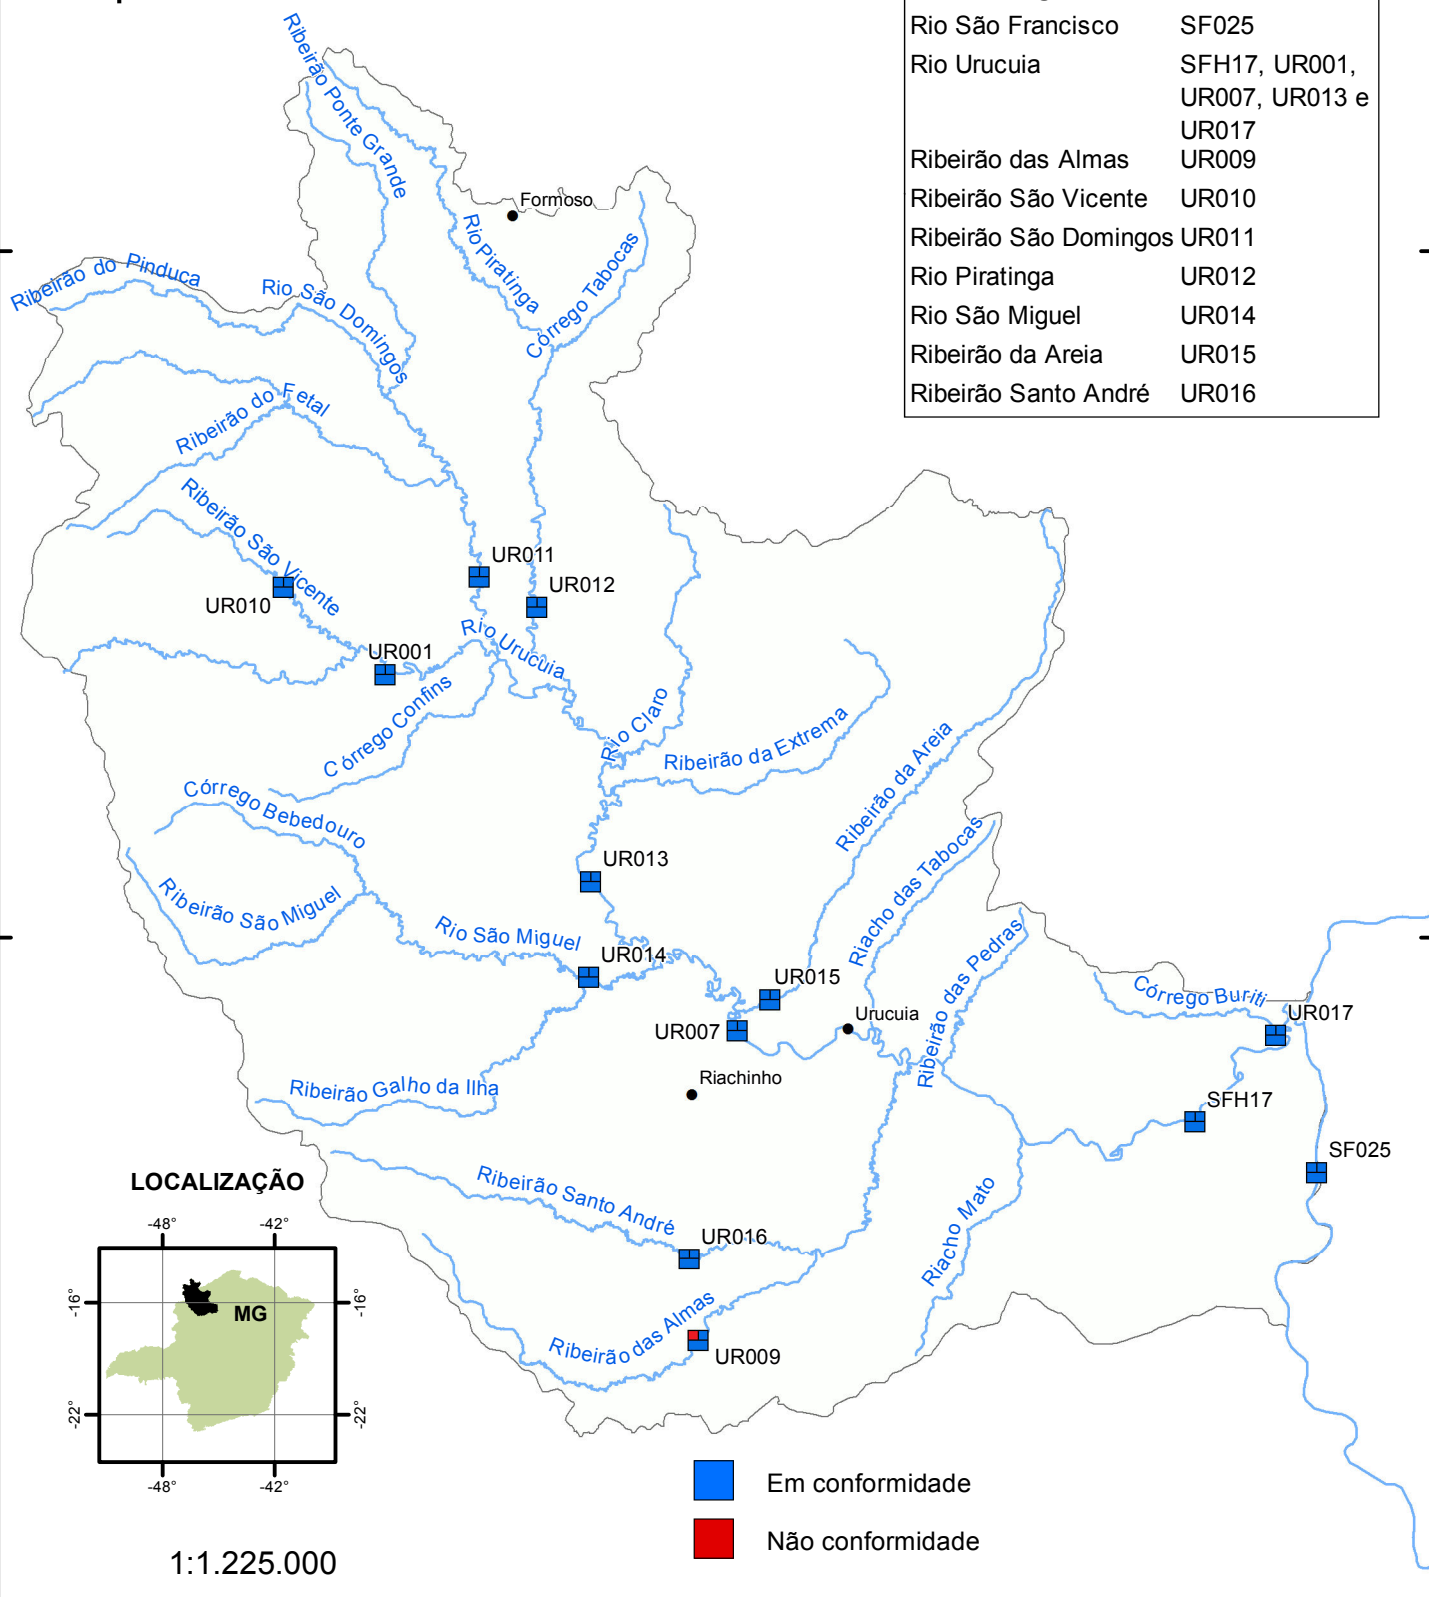 Rio São Francisco SF025
Rio Urucuia SFH17, UR001,
UR007, UR013 e
UR017
Ribeirão das Almas UR009
Ribeirão São Vicente UR010
Ribeirão São Domingos UR011
Rio Piratinga UR012
Rio São Miguel UR014
Ribeirão da Areia UR015
Ribeirão Santo André UR016
Ribeirão Ponte Grande
Formoso
Rio Piratinga
Córrego Tabocas
Ribeirão do Pinduca
Rio São Domingos
Ribeirão do Fetal
Ribeirão São Vicente
UR011
UR012
UR010
UR001
Rio Urucuia
Córrego Confins
Rio Claro
Ribeirão da Extrema
Ribeirão da Areia
Córrego Bebedouro
Riacho das Tabocas
UR013
Ribeirão São Miguel
Rio São Miguel
UR014
UR015
Ribeirão das Pedras
Córrego Buriti
UR017
Urucuia
UR007
Riachinho
Ribeirão Galho da Ilha
SFH17
SF025
LOCALIZAÇÃO
Ribeirão Santo André
Riacho Mato
UR016
-48° -42°
-16° -16°
MG
Ribeirão das Almas
UR009
-22° -22°
-48° -42°
Em conformidade
Não conformidade
1:1.225.000